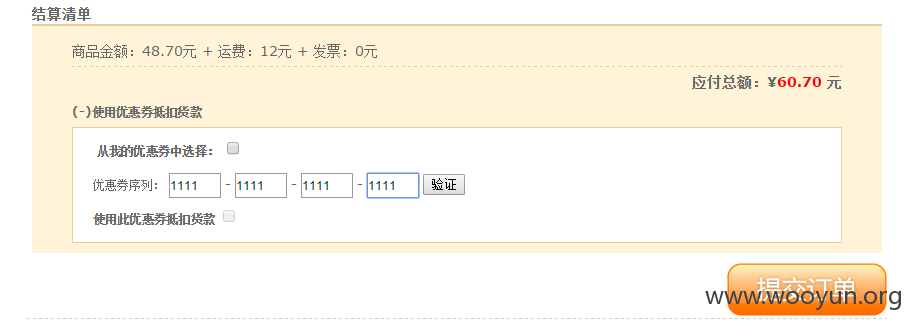 结算清单
商品金额：48.70元 + 运费：12元 + 发票：0元
应付总额：¥60.70 元
(-)使用优惠券抵扣货款
从我的优惠券中选择：
优惠券序列： 1111 - 1111 - 1111 - 1111 验证
使用此优惠券抵扣货款
提交订单
www.wooyun.org